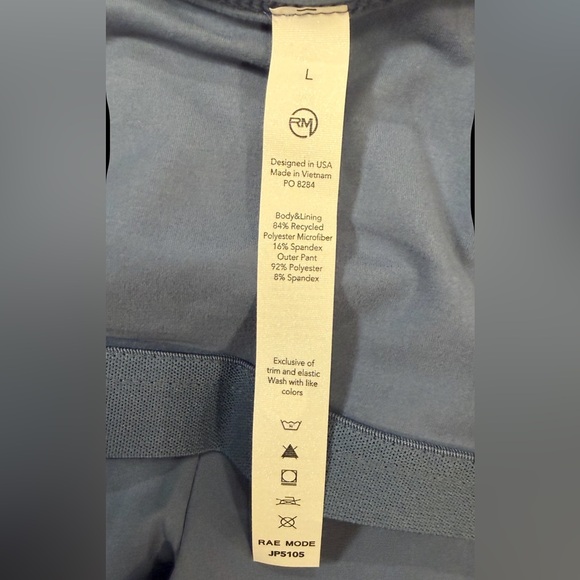 L
RM
Designed in USA
Made in Vietnam
PO 8284
Body&Lining
84% Recycled
Polyester Microfiber
16% Spandex
Outer Pant
92% Polyester
8% Spandex
Exclusive of
trim and elastic
Wash with like
colors
RAE MODE
JP5105